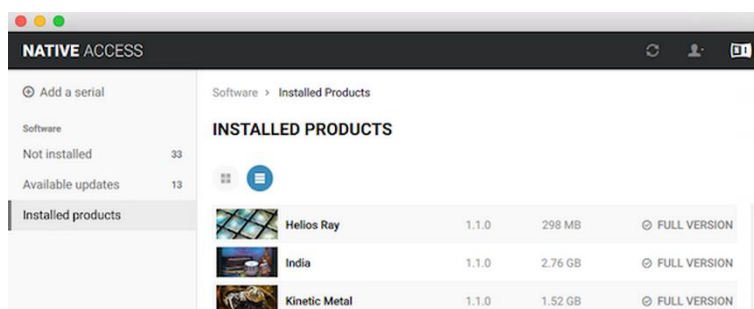 NATIVE ACCESS
NI
Add a serial
Software
Not installed 33
Available updates 13
Installed products
Software > Installed Products
INSTALLED PRODUCTS
Helios Ray 1.1.0 298 MB FULL VERSION
India 1.1.0 2.76 GB FULL VERSION
Kinetic Metal 1.1.0 1.52 GB FULL VERSION